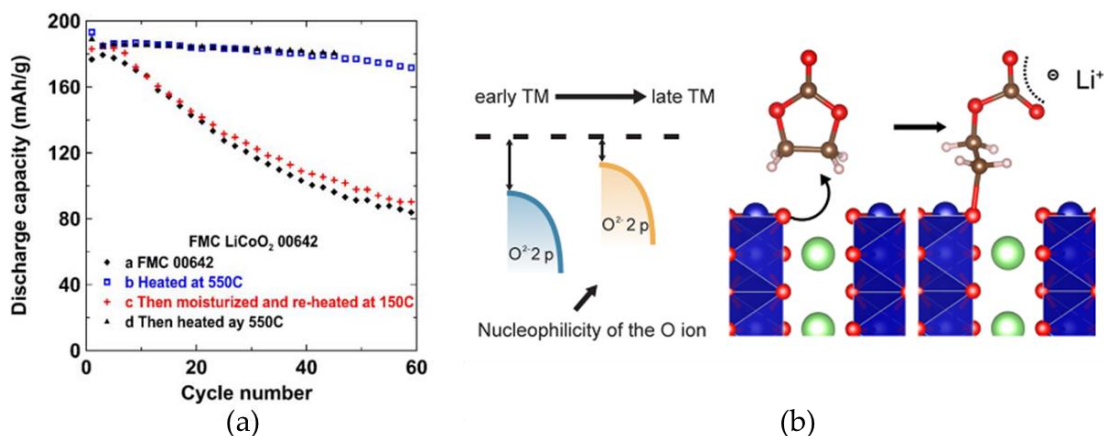 200
160
120
80
40
0
Discharge capacity (mAh/g)
FMC LiCoO₂ 00642
a FMC 00642
b Heated at 550C
c Then moisturized and re-heated at 150C
d Then heated ay 550C
0 20 40 60
Cycle number
(a)
early TM late TM
O²⁻ 2 p
O²⁻ 2 p
Nucleophilicity of the O ion
⊖ Li⁺
(b)